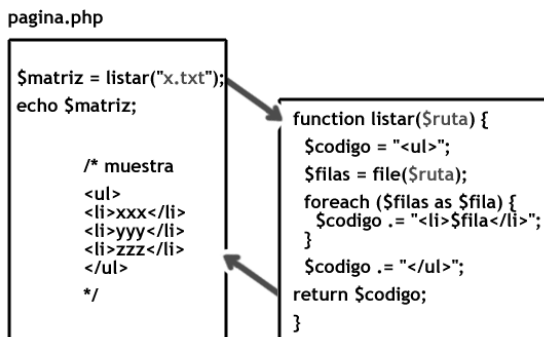 pagina.php
$matriz = listar("x.txt");
echo $matriz;
/* muestra
<ul>
<li>xxx</li>
<li>yyy</li>
<li>zzz</li>
</ul>
*/
function listar($ruta) {
$codigo = "<ul>";
$filas = file($ruta);
foreach ($filas as $fila) {
$codigo .= "<li>$fila</li>";
}
$codigo .= "</ul>";
return $codigo;
}